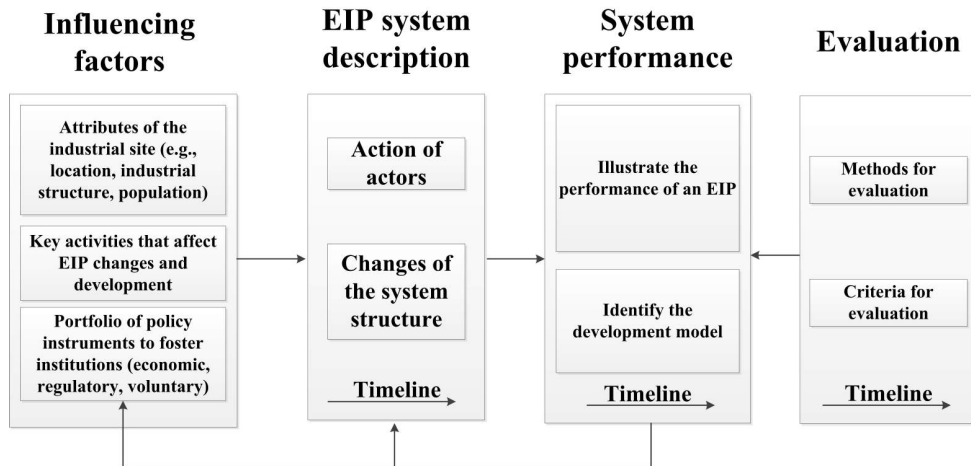 Influencing
factors
Attributes of the
industrial site (e.g.,
location, industrial
structure, population)
Key activities that affect
EIP changes and
development
Portfolio of policy
instruments to foster
institutions (economic,
regulatory, voluntary)
EIP system
description
Action of
actors
Changes of
the system
structure
Timeline
System
performance
Illustrate the
performance of an EIP
Identify the
development model
Timeline
Evaluation
Methods for
evaluation
Criteria for
evaluation
Timeline